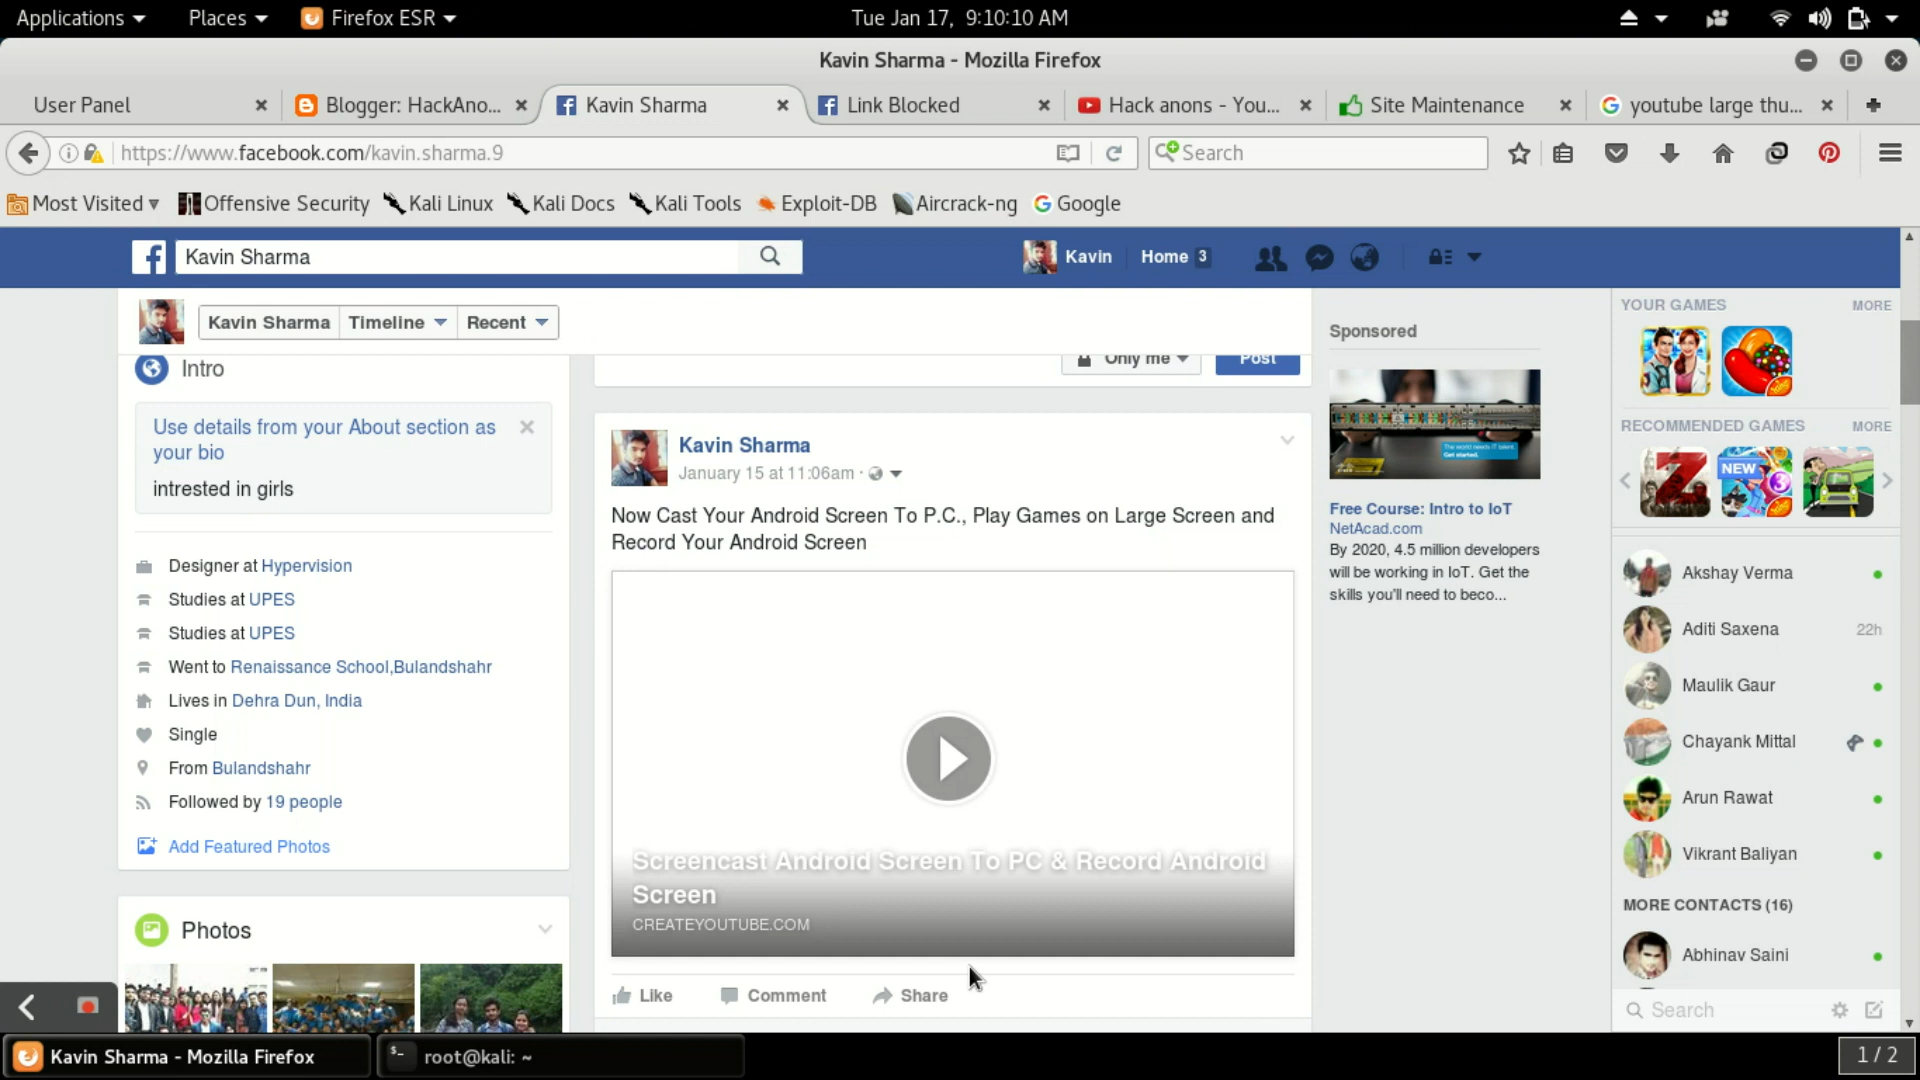 Applications Places Firefox ESR Tue Jan 17, 9:10:10 AM
Kavin Sharma - Mozilla Firefox
User Panel Blogger: HackAno... Kavin Sharma Link Blocked Hack anons - You... Site Maintenance youtube large thu...
https://www.facebook.com/kavin.sharma.9 Search
Most Visited Offensive Security Kali Linux Kali Docs Kali Tools Exploit-DB Aircrack-ng Google
Kavin Sharma Kavin Home 3
Kavin Sharma Timeline Recent
Intro
Use details from your About section as
your bio
intrested in girls
Designer at Hypervision
Studies at UPES
Studies at UPES
Went to Renaissance School,Bulandshahr
Lives in Dehra Dun, India
Single
From Bulandshahr
Followed by 19 people
Add Featured Photos
Photos
Only me Post
Kavin Sharma
January 15 at 11:06am
Now Cast Your Android Screen To P.C., Play Games on Large Screen and
Record Your Android Screen
Screencast Android Screen To PC & Record Android
Screen
CREATEYOUTUBE.COM
Like Comment Share
Sponsored
The world needs IT talent.
Get started.
Free Course: Intro to IoT
NetAcad.com
By 2020, 4.5 million developers
will be working in IoT. Get the
skills you'll need to beco...
YOUR GAMES MORE
RECOMMENDED GAMES MORE
Z NEW 3
Akshay Verma
Aditi Saxena 22h
Maulik Gaur
Chayank Mittal
Arun Rawat
Vikrant Baliyan
MORE CONTACTS (16)
Abhinav Saini
Search
Kavin Sharma - Mozilla Firefox root@kali: ~ 1 / 2